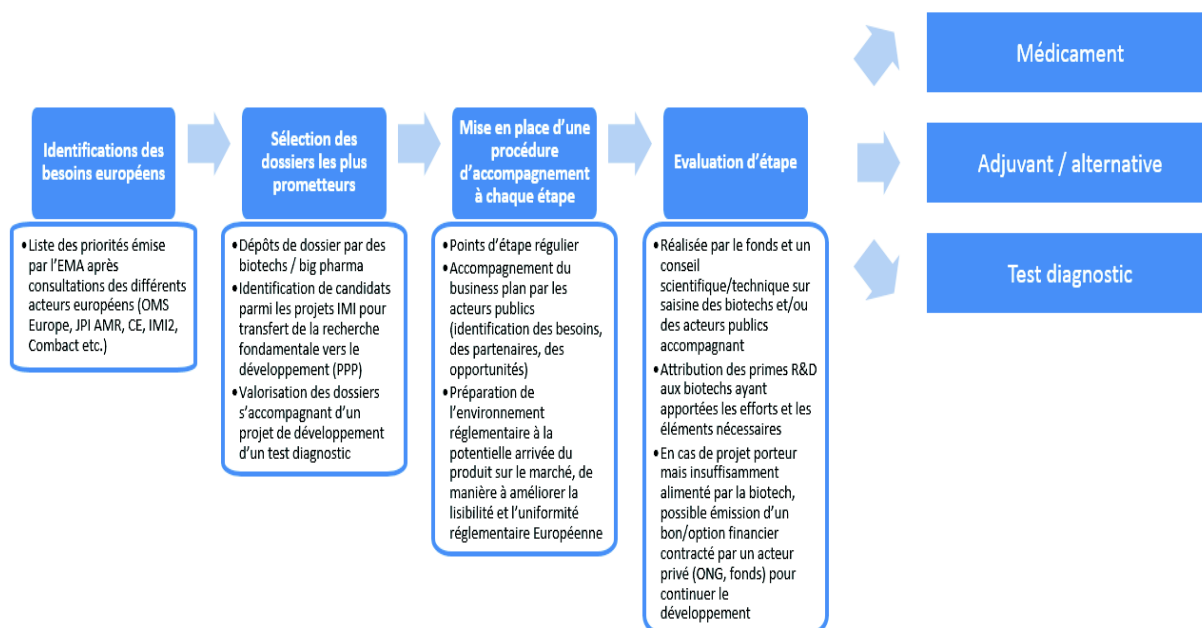 Identifications des
besoins européens
•Liste des priorités émise
par l'EMA après
consultations des différents
acteurs européens (OMS
Europe, JPI AMR, CE, IMI2,
Combact etc.)
Sélection des
dossiers les plus
prometteurs
•Dépôts de dossier par des
biotechs / big pharma
•Identification de candidats
parmi les projets IMI pour
transfert de la recherche
fondamentale vers le
développement (PPP)
•Valorisation des dossiers
s'accompagnant d'un
projet de développement
d'un test diagnostic
Mise en place d'une
procédure
d'accompagnement
à chaque étape
•Points d'étape régulier
•Accompagnement du
business plan par les
acteurs publics
(identification des besoins,
des partenaires, des
opportunités)
•Préparation de
l'environnement
réglementaire à la
potentielle arrivée du
produit sur le marché, de
manière à améliorer la
lisibilité et l'uniformité
réglementaire Européenne
Evaluation d'étape
•Réalisée par le fonds et un
conseil
scientifique/technique sur
saisine des biotechs et/ou
des acteurs publics
accompagnant
•Attribution des primes R&D
aux biotechs ayant
apportées les efforts et les
éléments nécessaires
•En cas de projet porteur
mais insuffisamment
alimenté par la biotech,
possible émission d'un
bon/option financier
contracté par un acteur
privé (ONG, fonds) pour
continuer le
développement
Médicament
Adjuvant / alternative
Test diagnostic